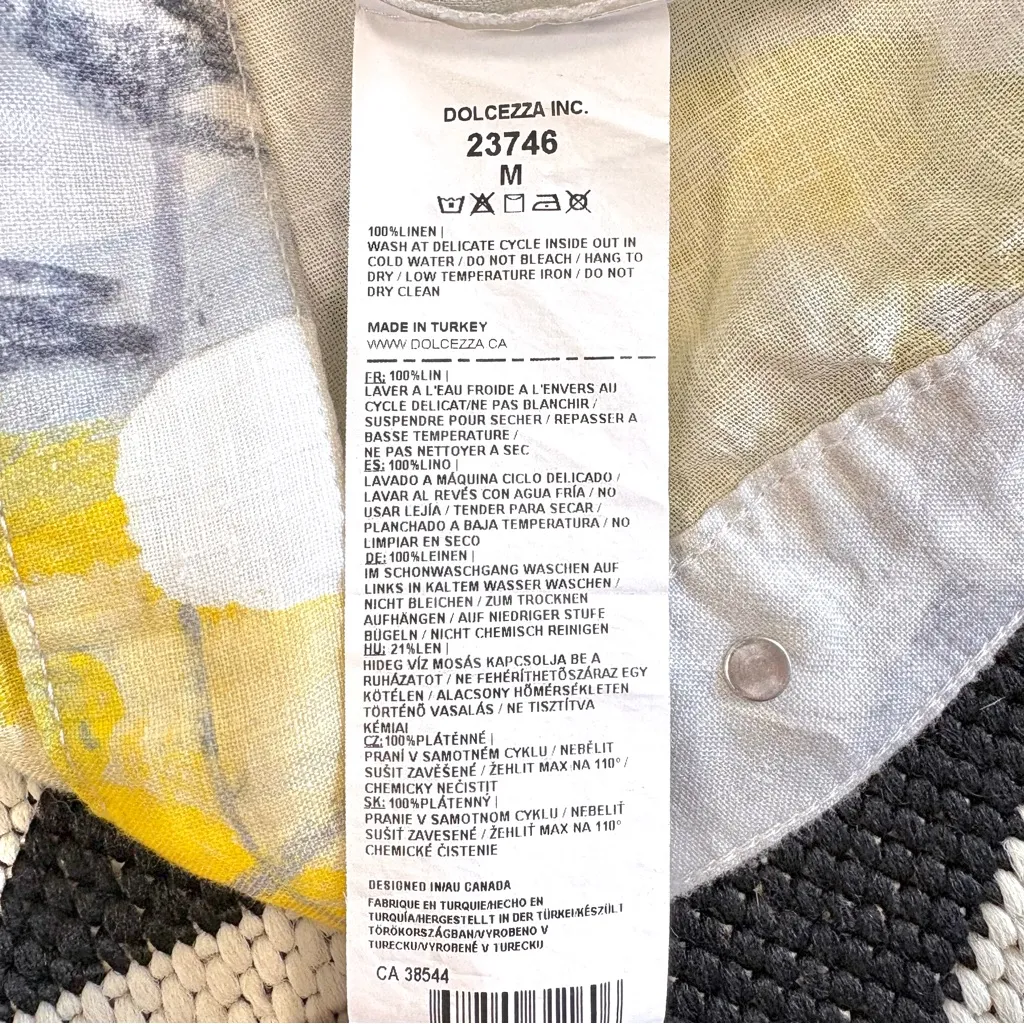 DOLCEZZA INC.
23746
M
100%LINEN |
WASH AT DELICATE CYCLE INSIDE OUT IN
COLD WATER / DO NOT BLEACH / HANG TO
DRY / LOW TEMPERATURE IRON / DO NOT
DRY CLEAN
MADE IN TURKEY
WWW DOLCEZZA.CA
FR: 100%LIN |
LAVER A L'EAU FROIDE A L'ENVERS AU
CYCLE DELICAT/NE PAS BLANCHIR /
SUSPENDRE POUR SECHER / REPASSER A
BASSE TEMPERATURE /
NE PAS NETTOYER A SEC
ES: 100%LINO |
LAVADO A MÁQUINA CICLO DELICADO /
LAVAR AL REVÉS CON AGUA FRÍA / NO
USAR LEJÍA / TENDER PARA SECAR /
PLANCHADO A BAJA TEMPERATURA / NO
LIMPIAR EN SECO
DE: 100%LEINEN |
IM SCHONWASCHGANG WASCHEN AUF
LINKS IN KALTEM WASSER WASCHEN /
NICHT BLEICHEN / ZUM TROCKNEN
AUFHÄNGEN / AUF NIEDRIGER STUFE
BÜGELN / NICHT CHEMISCH REINIGEN
HU: 21%LEN |
HIDEG VÍZ MOSÁS KAPCSOLJA BE A
RUHÁZATOT / NE FEHÉRÍTHETÕSZÁRAZ EGY
KÖTÉLEN / ALACSONY HÕMÉRSÉKLETEN
TÖRTÉNÕ VASALÁS / NE TISZTÍTVA
KÉMIAI
CZ: 100%PLÁTĚNNÉ |
PRANÍ V SAMOTNÉM CYKLU / NEBĚLIT
SUŠIT ZAVĚŠENÉ / ŽEHLIT MAX NA 110° /
CHEMICKY NEČISTIT
SK: 100%PLÁTENNÝ |
PRANIE V SAMOTNOM CYKLU / NEBELIŤ
SUŠIŤ ZAVESENÉ / ŽEHLIŤ MAX NA 110°
CHEMICKÉ ČISTENIE
DESIGNED IN/AU CANADA
FABRIQUE EN TURQUIE/HECHO EN
TURQUÍA/HERGESTELLT IN DER TÜRKEI/KÉSZÜLT
TÖRÖKORSZÁGBAN/VYROBENO V
TURECKU/VYROBENÉ V TURECKU
CA 38544